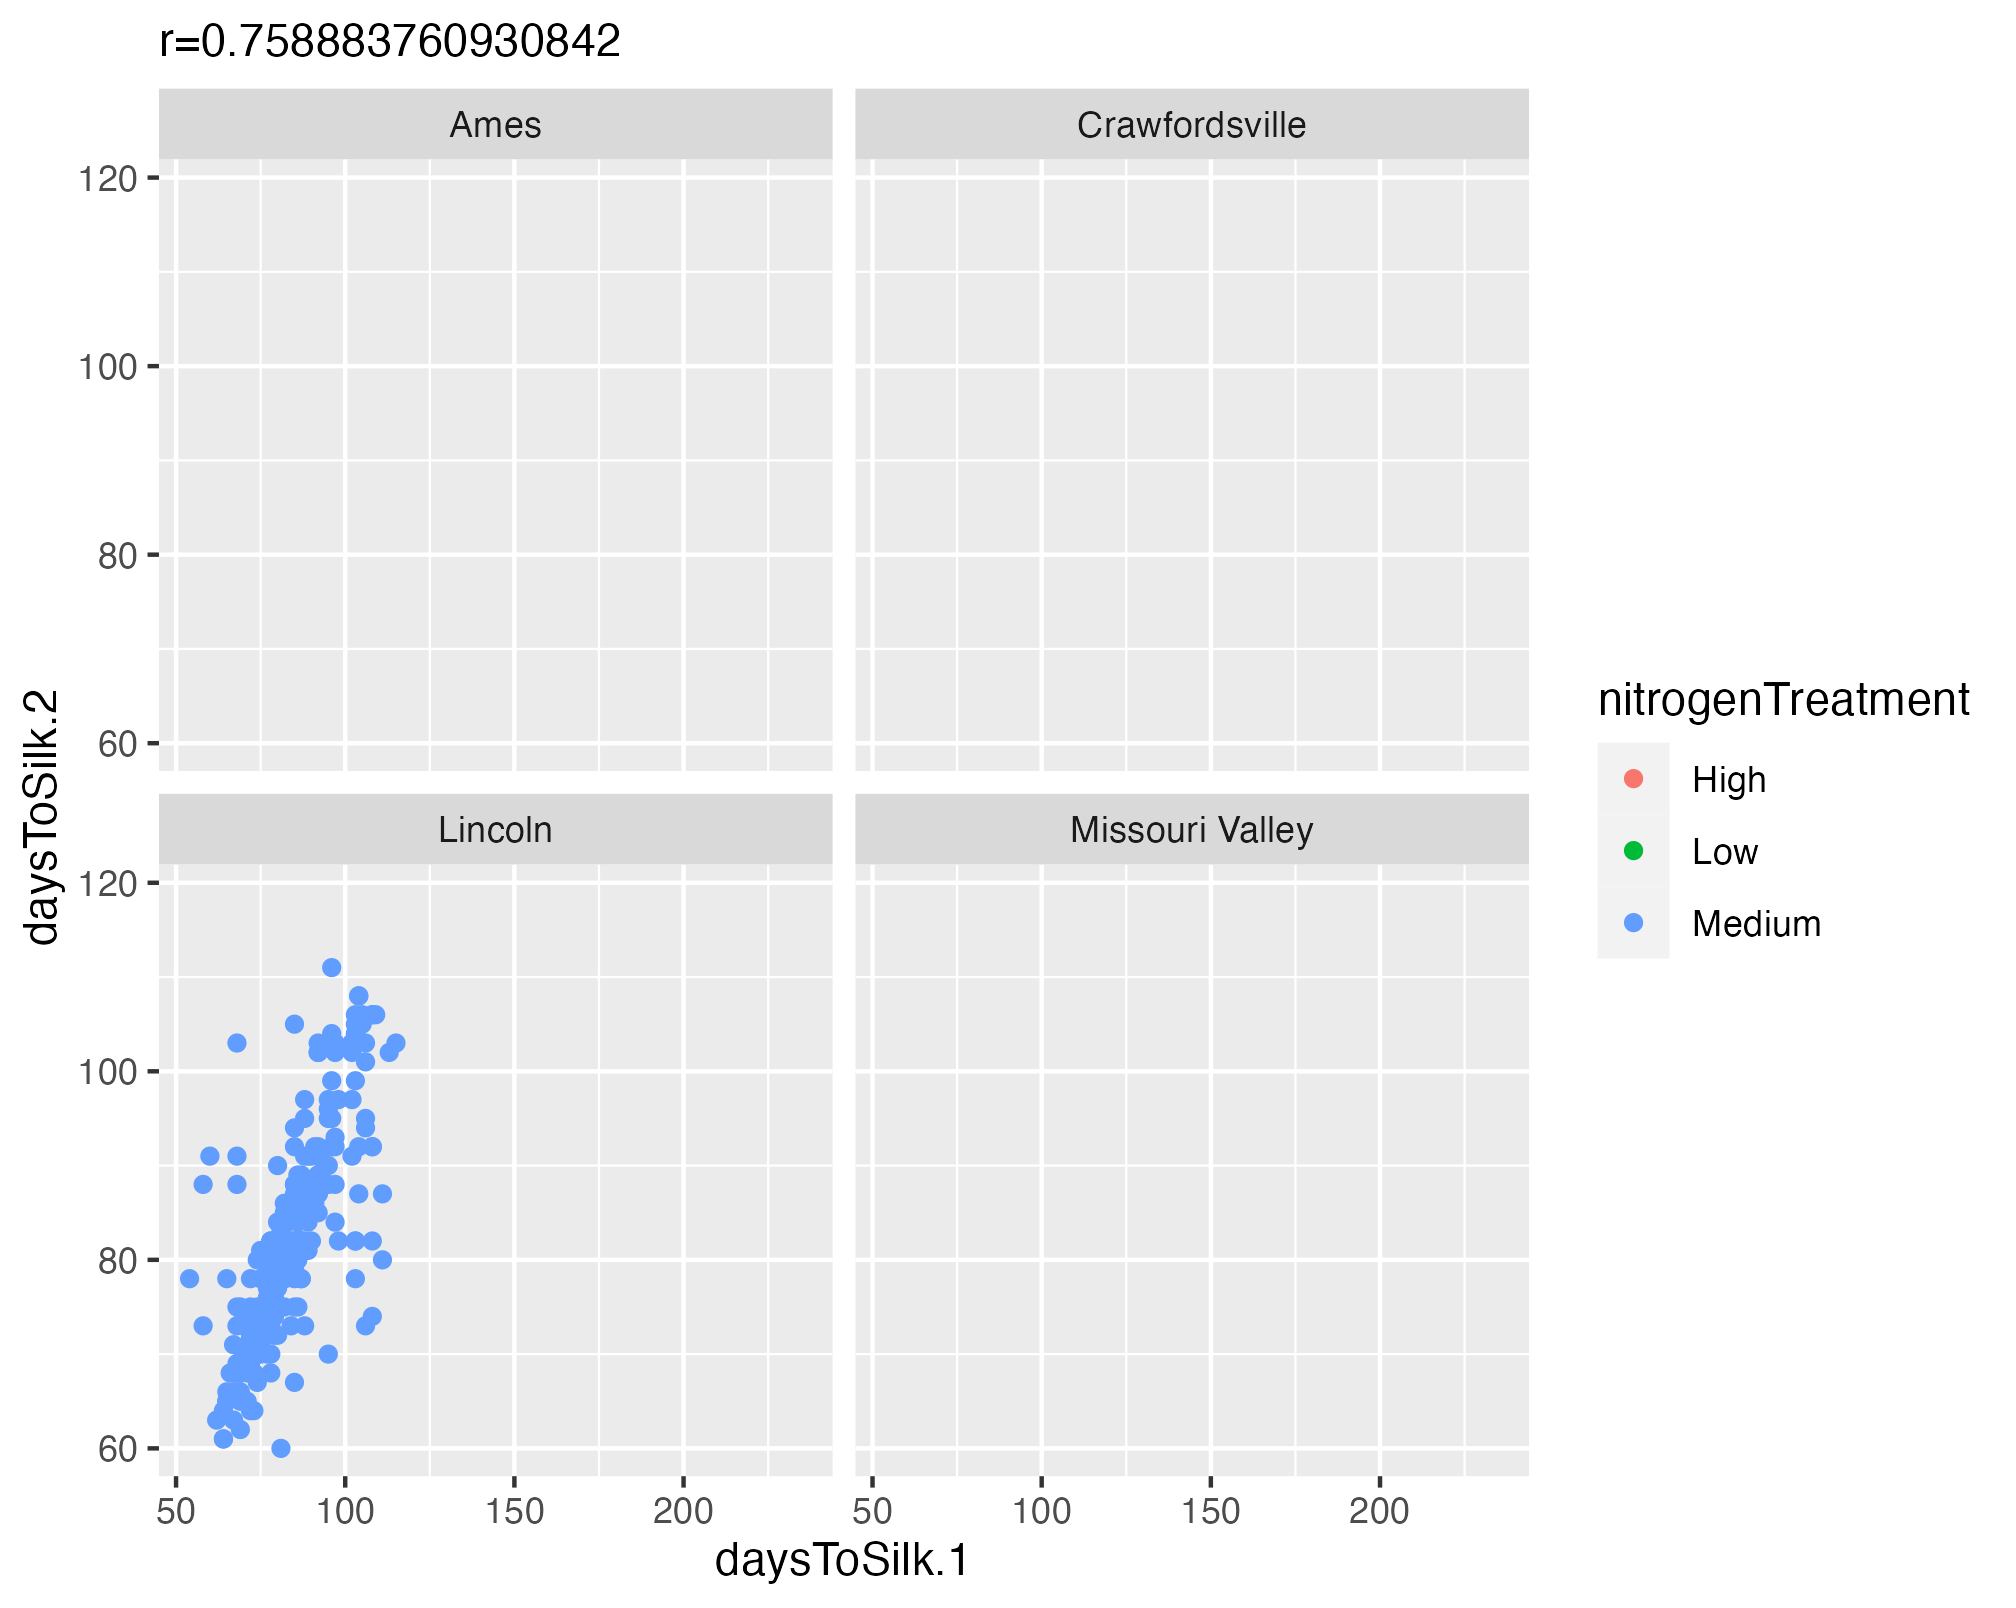 r=0.758883760930842
Ames
Crawfordsville
120
100
80
60
Lincoln
Missouri Valley
120
100
80
60
50 100 150 200
50 100 150 200
daysToSilk.1
daysToSilk.2
nitrogenTreatment
High
Low
Medium